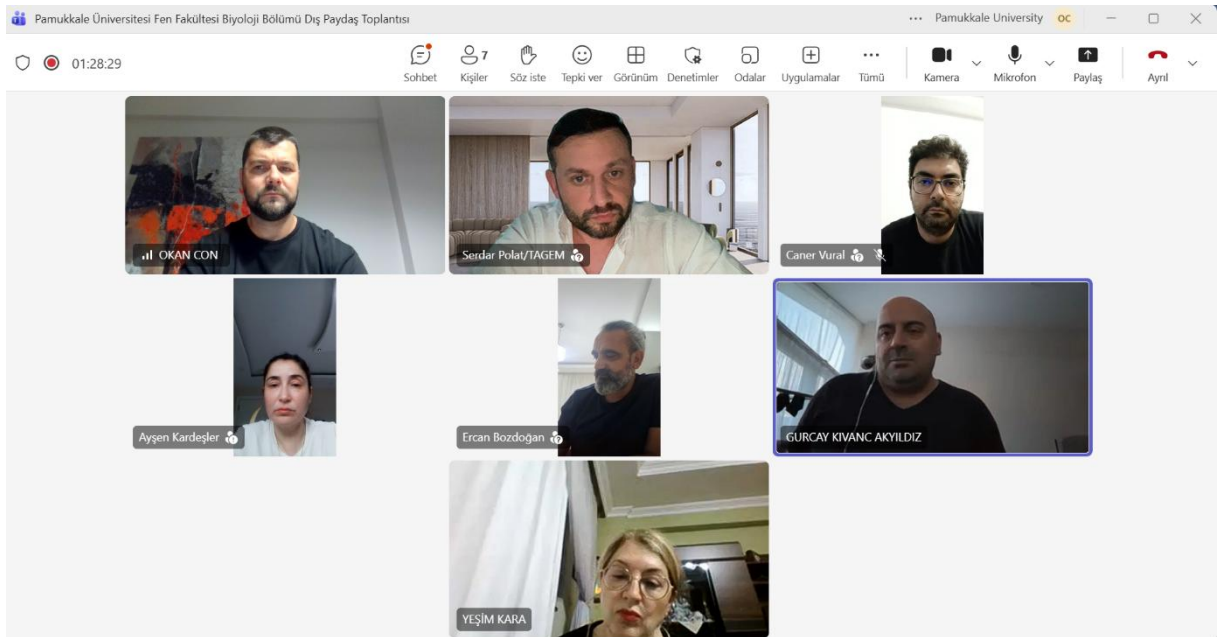 Pamukkale Üniversitesi Fen Fakültesi Biyoloji Bölümü Dış Paydaş Toplantısı
Pamukkale University OC
01:28:29
7
Sohbet Kişiler Söz iste Tepki ver Görünüm Denetimler Odalar Uygulamalar Tümü Kamera Mikrofon Paylaş Ayrıl
OKAN CON
Serdar Polat/TAGEM
Caner Vural
Ayşen Kardeşler
Ercan Bozdoğan
GURCAY KIVANC AKYILDIZ
YEŞİM KARA